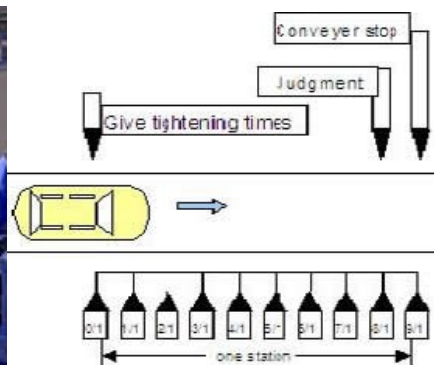 Conveyer stop
Judgment
Give tightening times
0/1 1/1 2/1 3/1 4/1 5/1 7/1 8/1 9/1
one station